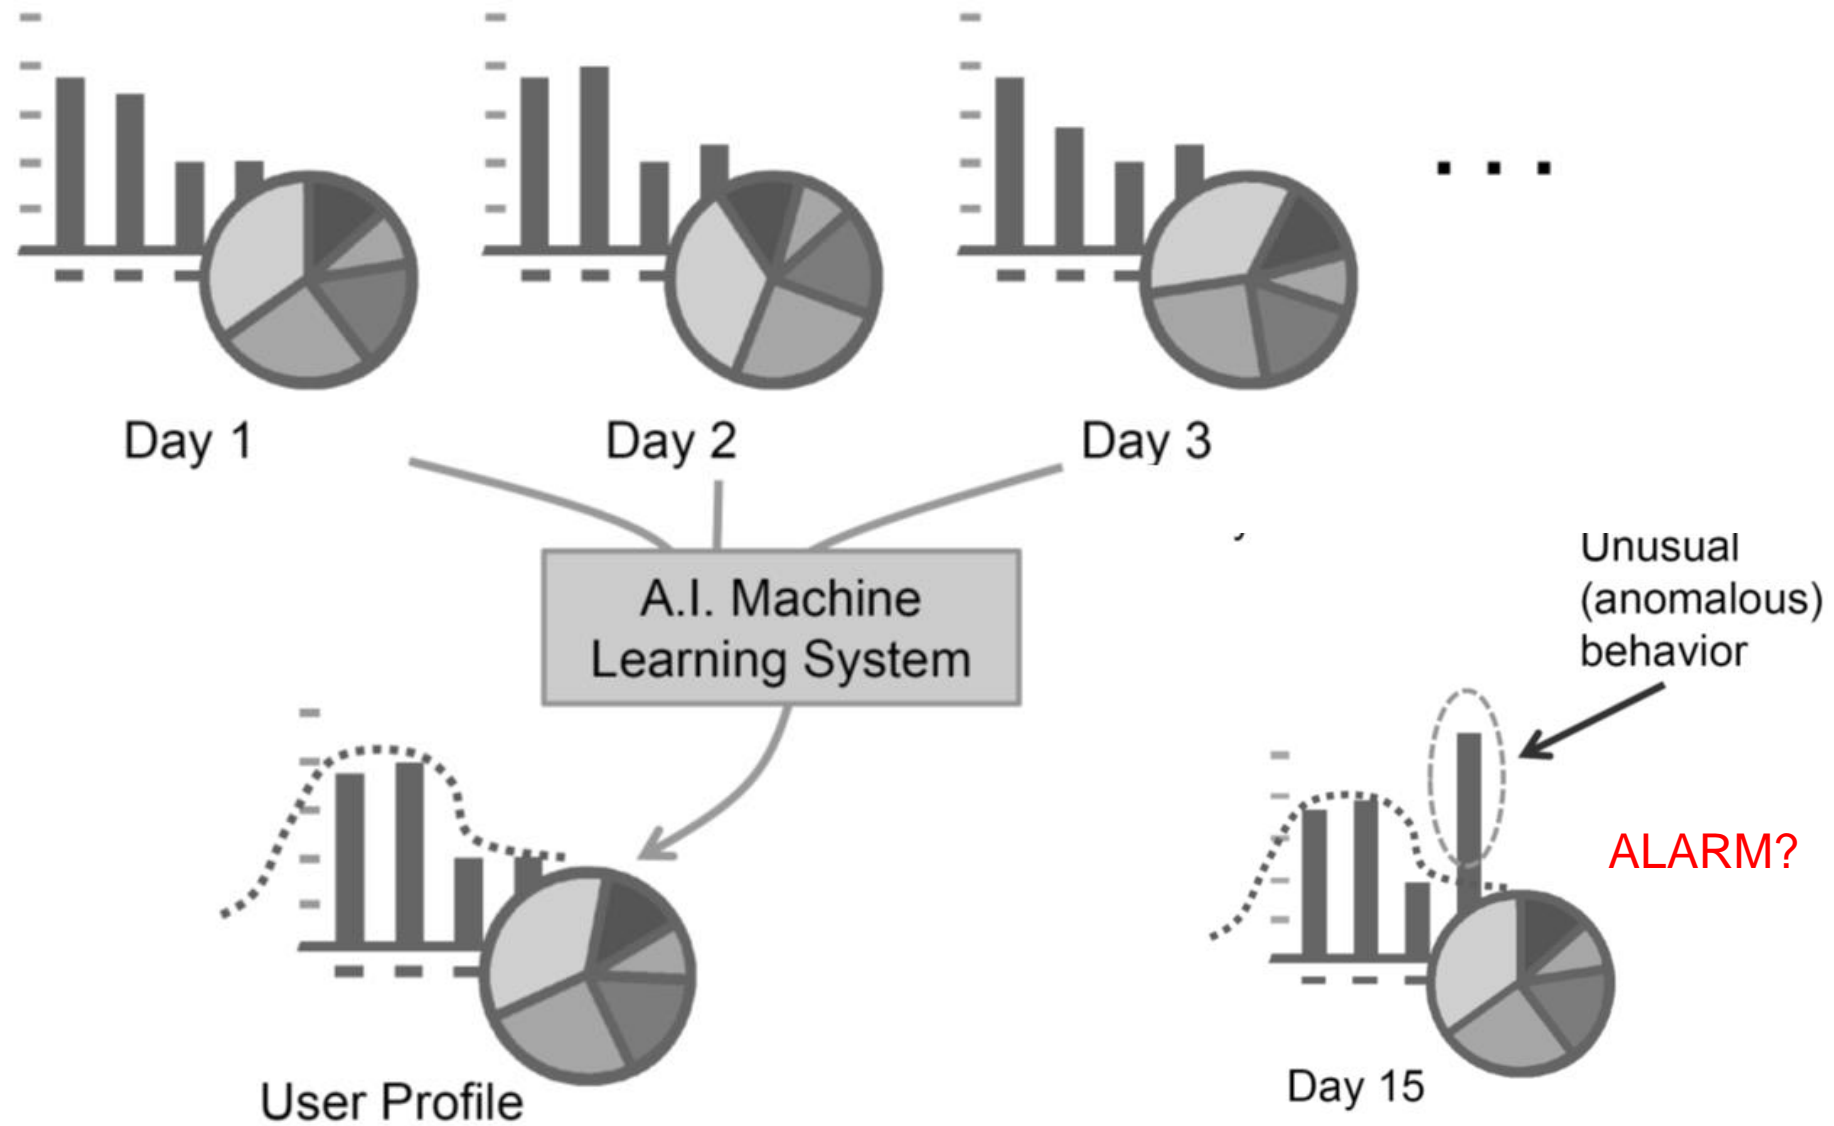 Day 1
Day 2
Day 3
. . .
A.I. Machine
Learning System
Unusual
(anomalous)
behavior
ALARM?
User Profile
Day 15